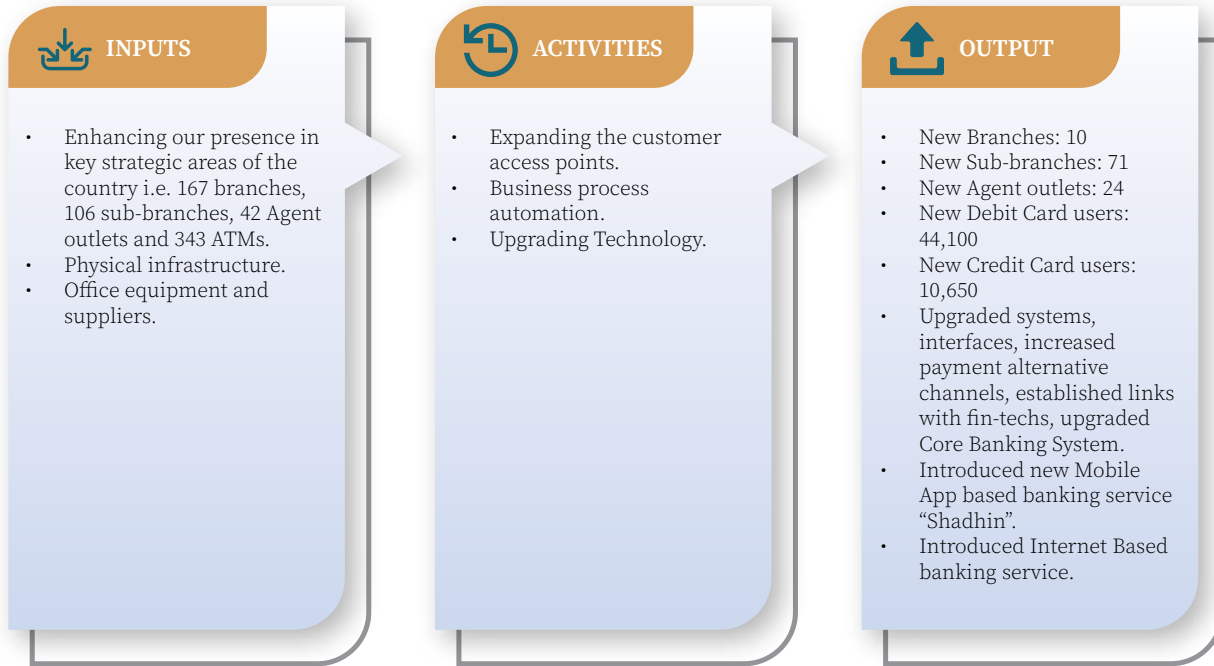 INPUTS
• Enhancing our presence in
key strategic areas of the
country i.e. 167 branches,
106 sub-branches, 42 Agent
outlets and 343 ATMs.
• Physical infrastructure.
• Office equipment and
suppliers.
ACTIVITIES
• Expanding the customer
access points.
• Business process
automation.
• Upgrading Technology.
OUTPUT
• New Branches: 10
• New Sub-branches: 71
• New Agent outlets: 24
• New Debit Card users:
44,100
• New Credit Card users:
10,650
• Upgraded systems,
interfaces, increased
payment alternative
channels, established links
with fin-techs, upgraded
Core Banking System.
• Introduced new Mobile
App based banking service
“Shadhin”.
• Introduced Internet Based
banking service.